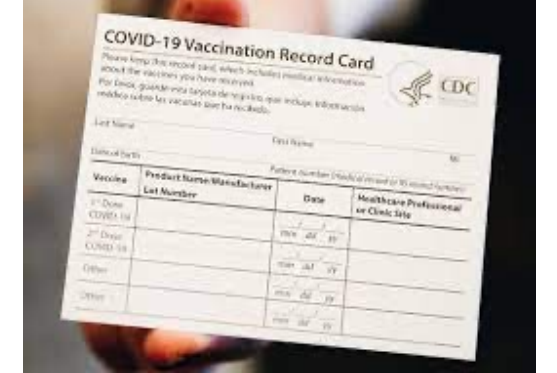 COVID-19 Vaccination Record Card
CDC
Please keep this record card, which includes medical information
about the vaccines you have received.
Por favor, guarde esta tarjeta de registro, que incluye información
médica sobre las vacunas que ha recibido.
Last Name First Name MI
Date of birth Patient number (medical record or IIS record number)
Vaccine Product Name/Manufacturer Date Healthcare Professional
Lot Number or Clinic Site
1st Dose
COVID-19
mm dd yy
2nd Dose
COVID-19
mm dd yy
Other
mm dd yy
Other
mm dd yy